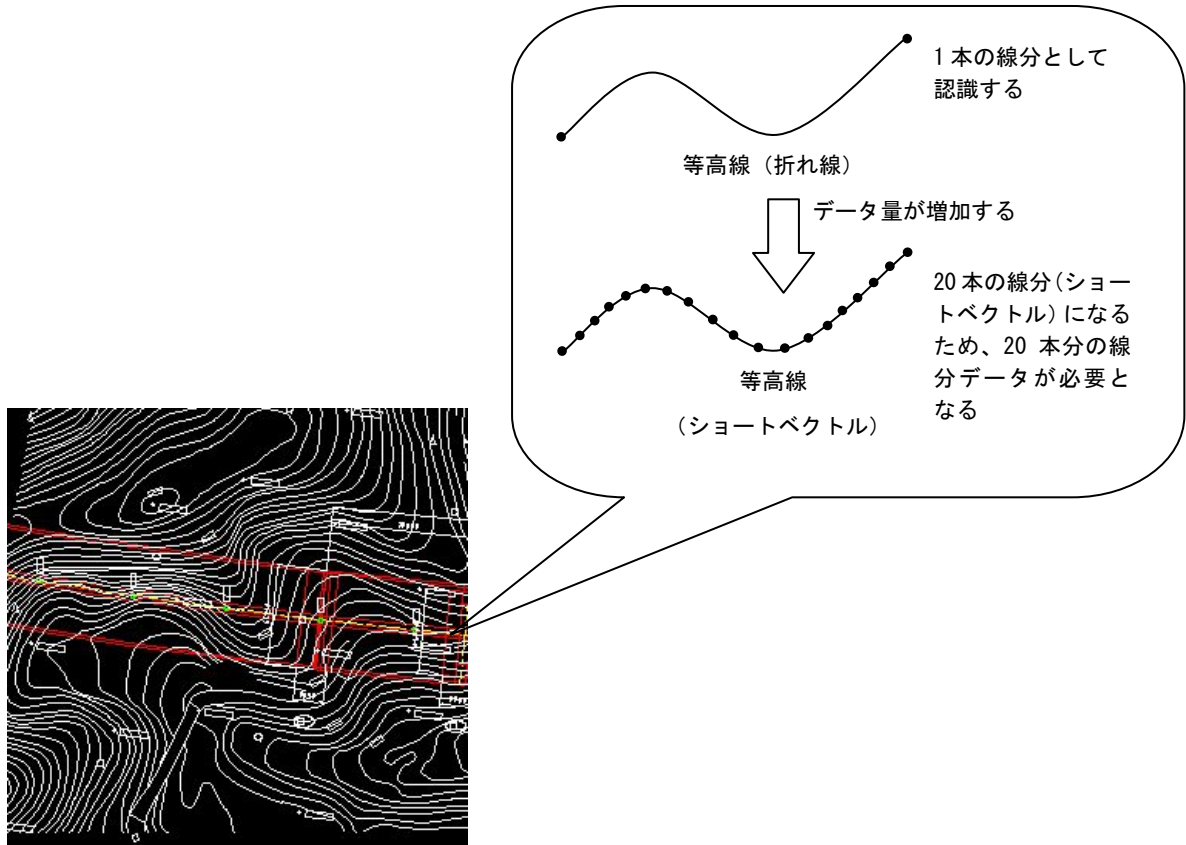 1本の線分として
認識する
等高線（折れ線）
データ量が増加する
20本の線分(ショー
トベクトル)になる
ため、20 本分の線
分データが必要と
なる
等高線
（ショートベクトル）